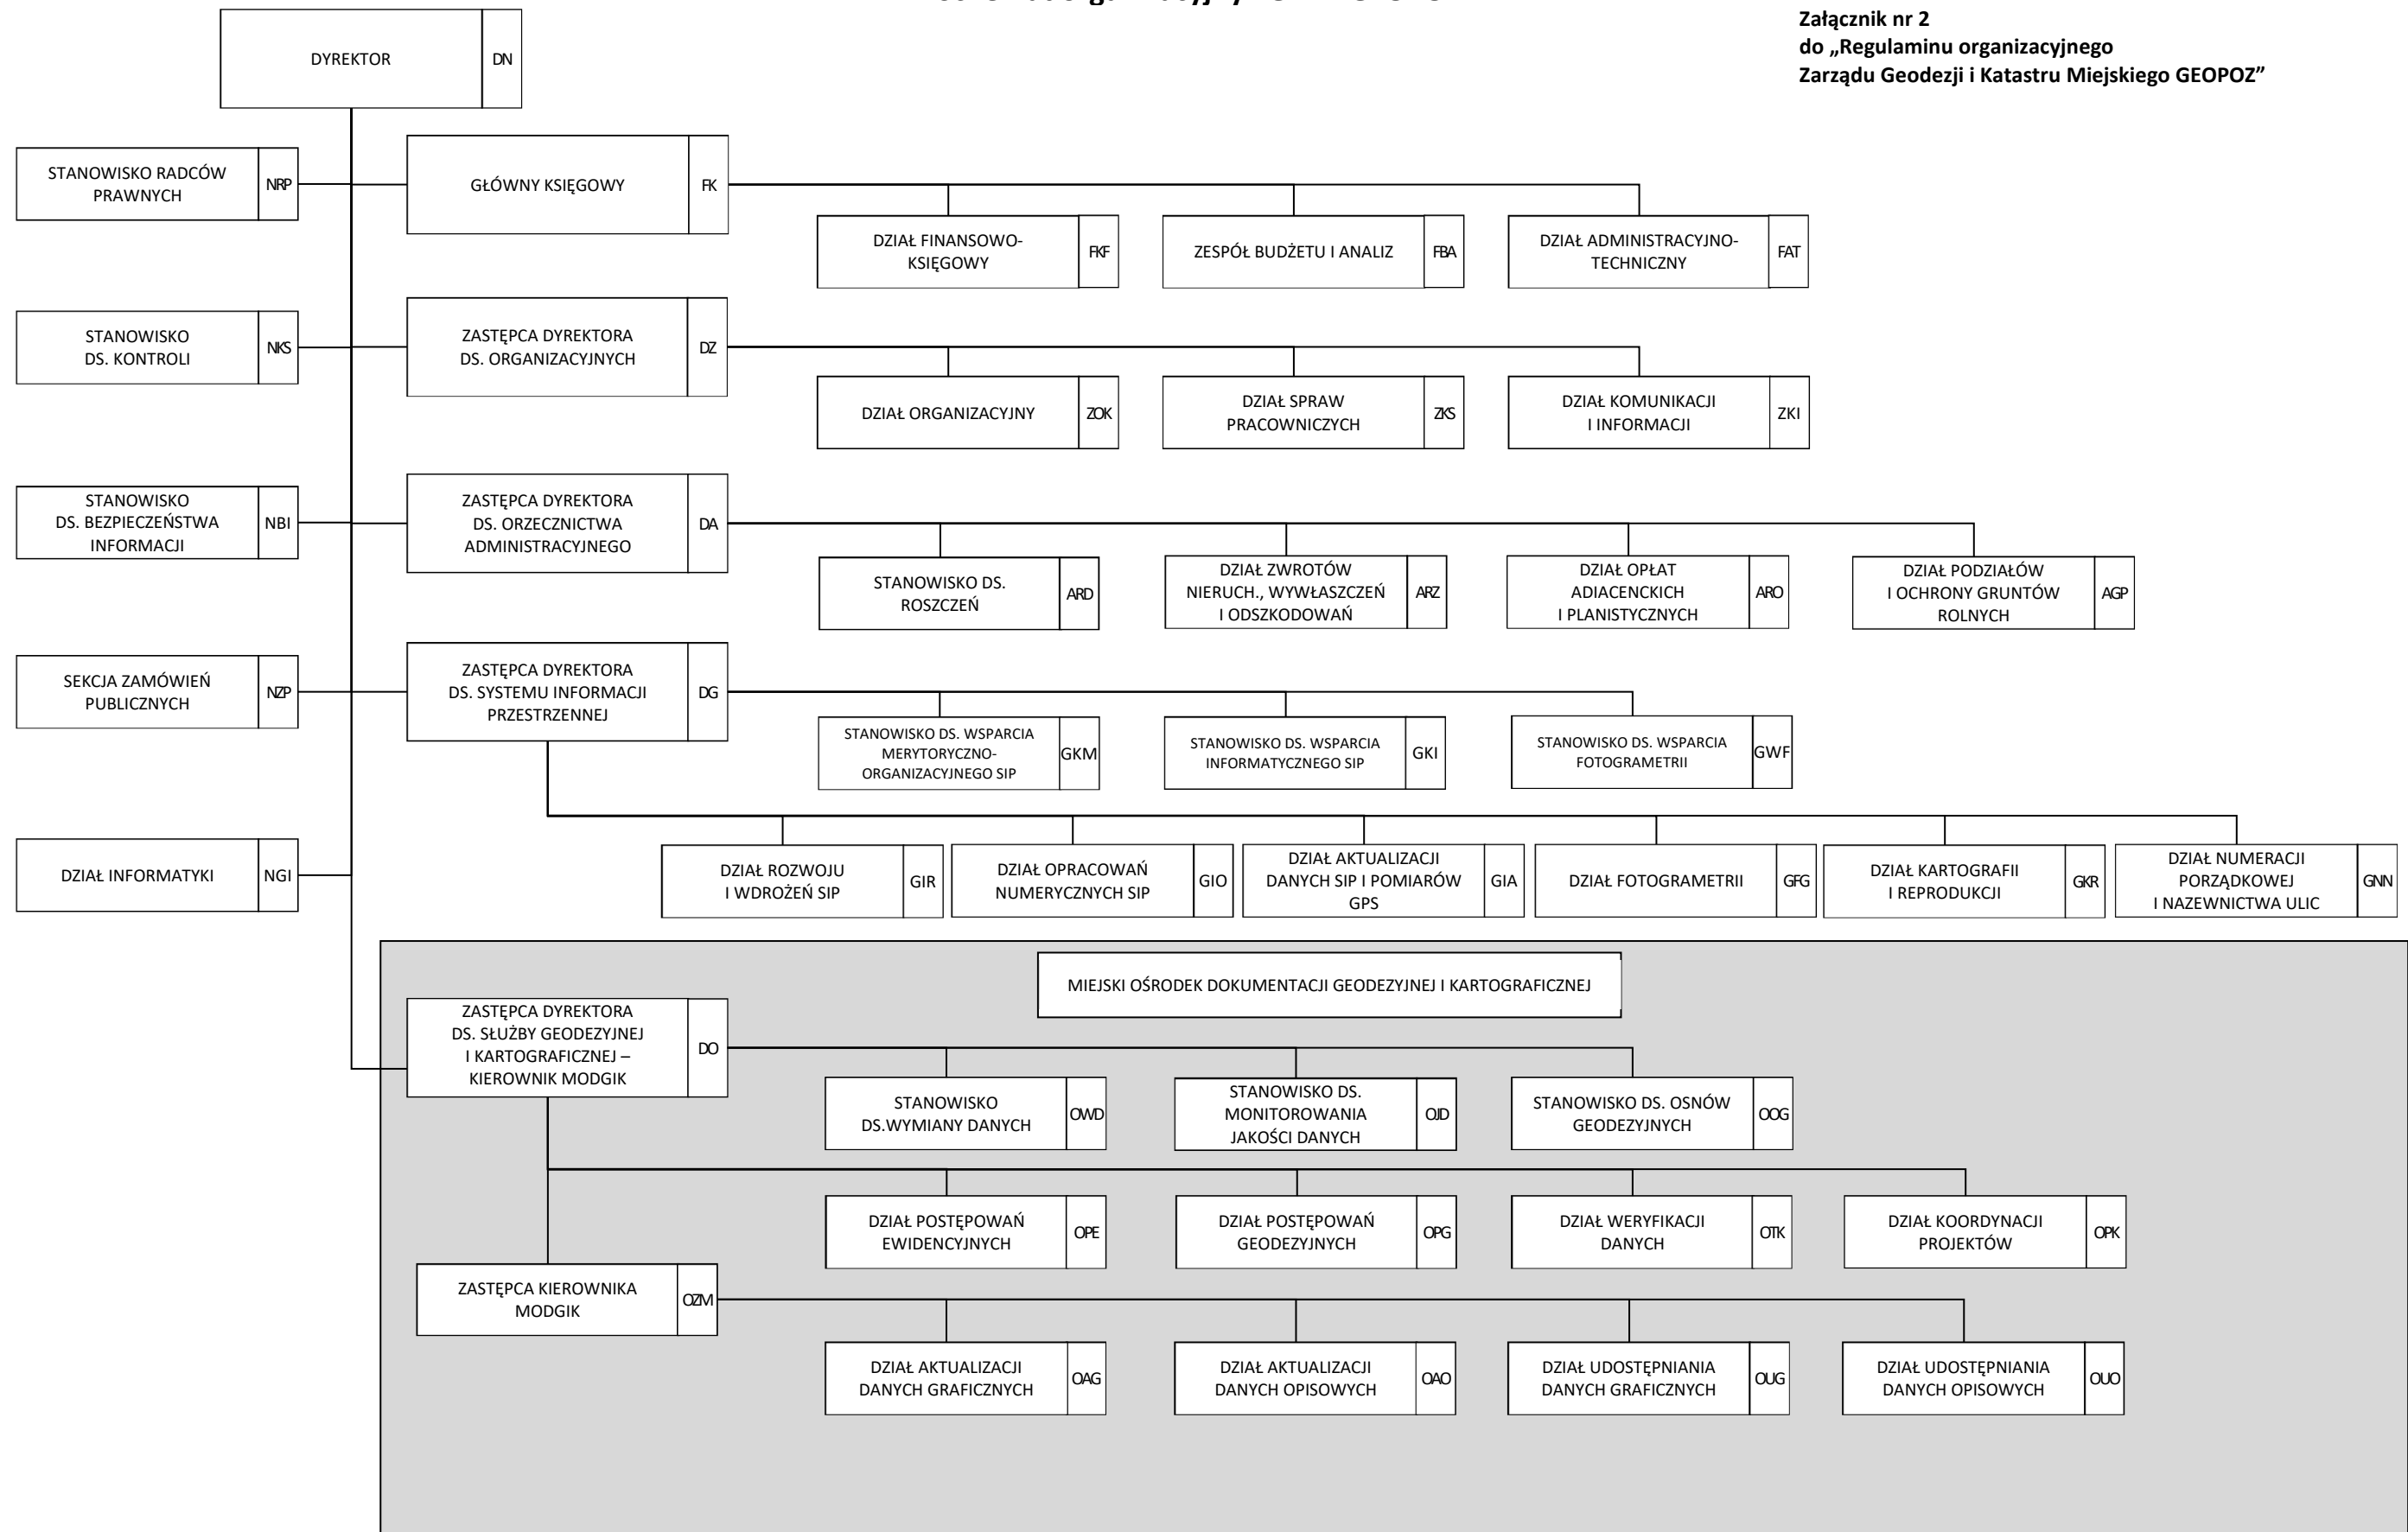 Załącznik nr 2
do „Regulaminu organizacyjnego
Zarządu Geodezji i Katastru Miejskiego GEOPOZ”
DYREKTOR
DN
STANOWISKO RADCÓW
PRAWNYCH
NRP
GŁÓWNY KSIĘGOWY
FK
DZIAŁ FINANSOWO-
KSIĘGOWY
FKF
ZESPÓŁ BUDŻETU I ANALIZ
FBA
DZIAŁ ADMINISTRACYJNO-
TECHNICZNY
FAT
STANOWISKO
DS. KONTROLI
NKS
ZASTĘPCA DYREKTORA
DS. ORGANIZACYJNYCH
DZ
DZIAŁ ORGANIZACYJNY
ZOK
DZIAŁ SPRAW
PRACOWNICZYCH
ZKS
DZIAŁ KOMUNIKACJI
I INFORMACJI
ZKI
STANOWISKO
DS. BEZPIECZEŃSTWA
INFORMACJI
NBI
ZASTĘPCA DYREKTORA
DS. ORZECZNICTWA
ADMINISTRACYJNEGO
DA
STANOWISKO DS.
ROSZCZEŃ
ARD
DZIAŁ ZWROTÓW
NIERUCH., WYWŁASZCZEŃ
I ODSZKODOWAŃ
ARZ
DZIAŁ OPŁAT
ADIACENCKICH
I PLANISTYCZNYCH
ARO
DZIAŁ PODZIAŁÓW
I OCHRONY GRUNTÓW
ROLNYCH
AGP
SEKCJA ZAMÓWIEŃ
PUBLICZNYCH
NZP
ZASTĘPCA DYREKTORA
DS. SYSTEMU INFORMACJI
PRZESTRZENNEJ
DG
STANOWISKO DS. WSPARCIA
MERYTORYCZNO-
ORGANIZACYJNEGO SIP
GKM
STANOWISKO DS. WSPARCIA
INFORMATYCZNEGO SIP
GKI
STANOWISKO DS. WSPARCIA
FOTOGRAMETRII
GWF
DZIAŁ INFORMATYKI
NGI
DZIAŁ ROZWOJU
I WDROŻEŃ SIP
GIR
DZIAŁ OPRACOWAŃ
NUMERYCZNYCH SIP
GIO
DZIAŁ AKTUALIZACJI
DANYCH SIP I POMIARÓW
GPS
GIA
DZIAŁ FOTOGRAMETRII
GFG
DZIAŁ KARTOGRAFII
I REPRODUKCJI
GKR
DZIAŁ NUMERACJI
PORZĄDKOWEJ
I NAZEWNICTWA ULIC
GNN
MIEJSKI OŚRODEK DOKUMENTACJI GEODEZYJNEJ I KARTOGRAFICZNEJ
ZASTĘPCA DYREKTORA
DS. SŁUŻBY GEODEZYJNEJ
I KARTOGRAFICZNEJ –
KIEROWNIK MODGIK
DO
STANOWISKO
DS.WYMIANY DANYCH
OWD
STANOWISKO DS.
MONITOROWANIA
JAKOŚCI DANYCH
OJD
STANOWISKO DS. OSNÓW
GEODEZYJNYCH
OOG
DZIAŁ POSTĘPOWAŃ
EWIDENCYJNYCH
OPE
DZIAŁ POSTĘPOWAŃ
GEODEZYJNYCH
OPG
DZIAŁ WERYFIKACJI
DANYCH
OTK
DZIAŁ KOORDYNACJI
PROJEKTÓW
OPK
ZASTĘPCA KIEROWNIKA
MODGIK
OZM
DZIAŁ AKTUALIZACJI
DANYCH GRAFICZNYCH
OAG
DZIAŁ AKTUALIZACJI
DANYCH OPISOWYCH
OAO
DZIAŁ UDOSTĘPNIANIA
DANYCH GRAFICZNYCH
OUG
DZIAŁ UDOSTĘPNIANIA
DANYCH OPISOWYCH
OUO